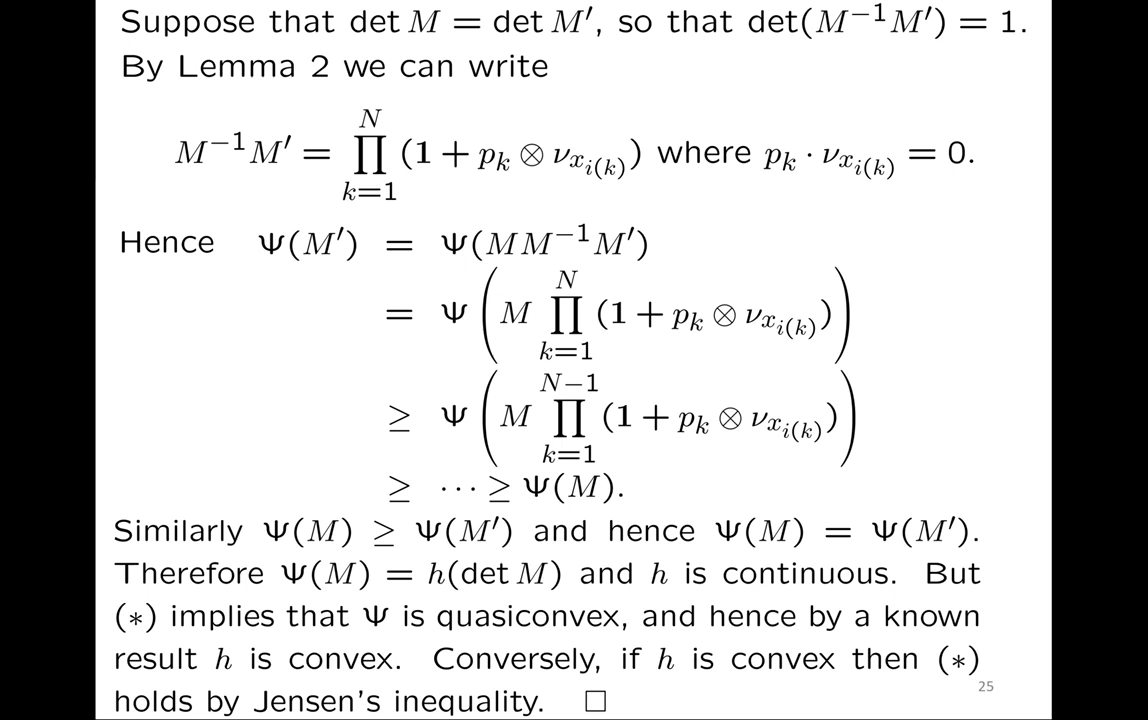 Suppose that det M = det M′, so that det(M⁻¹M′) = 1.
By Lemma 2 we can write
M⁻¹M′ = ∏_{k=1}^{N} (1 + p_k ⊗ ν_{x_{i(k)}}) where p_k · ν_{x_{i(k)}} = 0.
Hence Ψ(M′) = Ψ(MM⁻¹M′)
= Ψ(M ∏_{k=1}^{N} (1 + p_k ⊗ ν_{x_{i(k)}}))
≥ Ψ(M ∏_{k=1}^{N−1} (1 + p_k ⊗ ν_{x_{i(k)}}))
≥ ⋯ ≥ Ψ(M).
Similarly Ψ(M) ≥ Ψ(M′) and hence Ψ(M) = Ψ(M′).
Therefore Ψ(M) = h(det M) and h is continuous. But
(∗) implies that Ψ is quasiconvex, and hence by a known
result h is convex. Conversely, if h is convex then (∗)
holds by Jensen's inequality. □
25